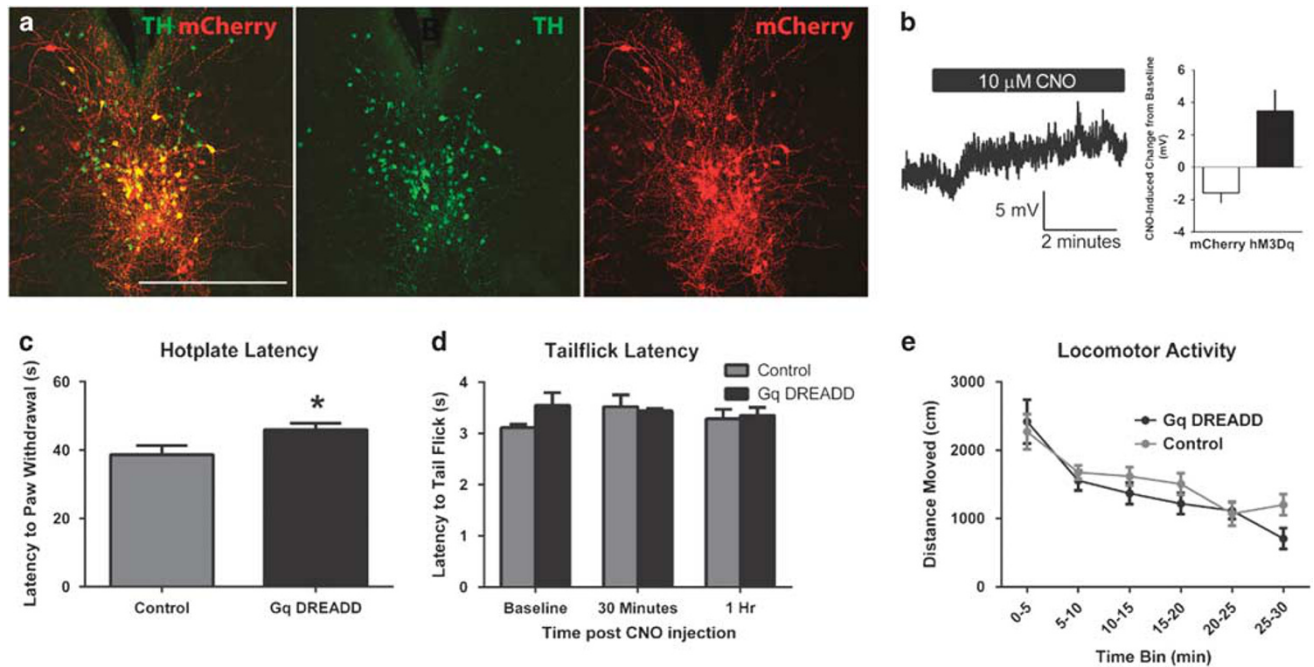 a
TH mCherry
B
TH
mCherry
b
10 μM CNO
5 mV
2 minutes
CNO-Induced Change from Baseline (mV)
6
4
2
0
-2
-4
mCherry hM3Dq
c
Hotplate Latency
Latency to Paw Withdrawal (s)
60
40
20
0
*
Control
Gq DREADD
d
Tailflick Latency
Control
Gq DREADD
Latency to Tail Flick (s)
4
3
2
1
0
Baseline
30 Minutes
1 Hr
Time post CNO injection
e
Locomotor Activity
Gq DREADD
Control
Distance Moved (cm)
3000
2000
1000
0
0-5
5-10
10-15
15-20
20-25
25-30
Time Bin (min)